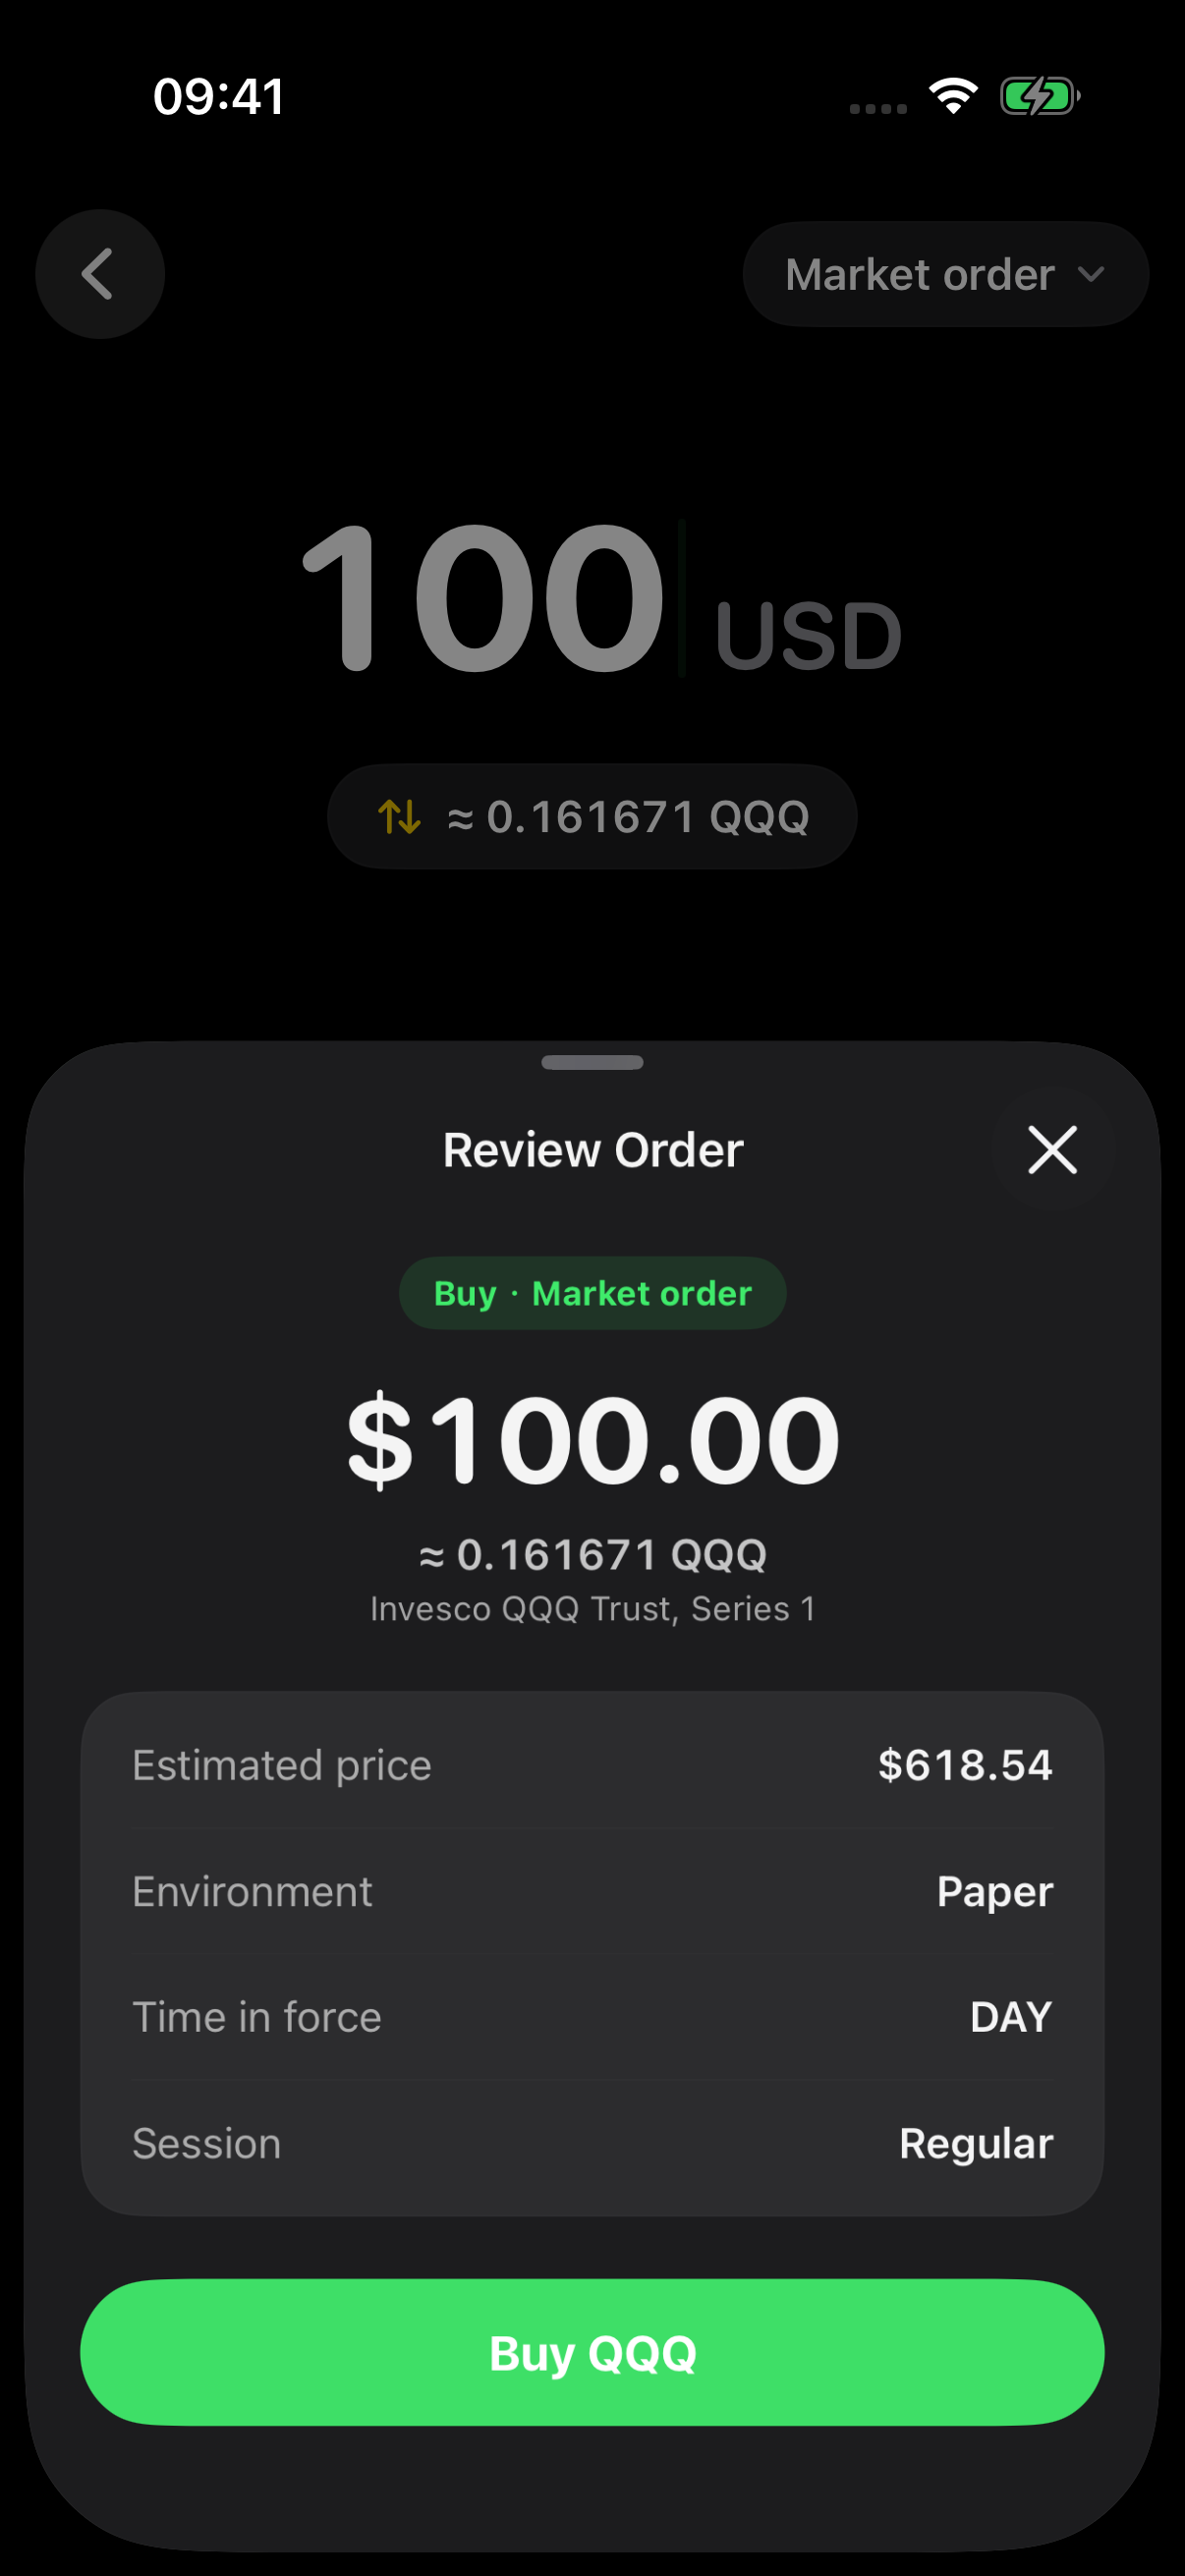 09:41
Market order
100 USD
≈ 0.161671 QQQ
Review Order
Buy · Market order
$100.00
≈ 0.161671 QQQ
Invesco QQQ Trust, Series 1
Estimated price $618.54
Environment Paper
Time in force DAY
Session Regular
Buy QQQ